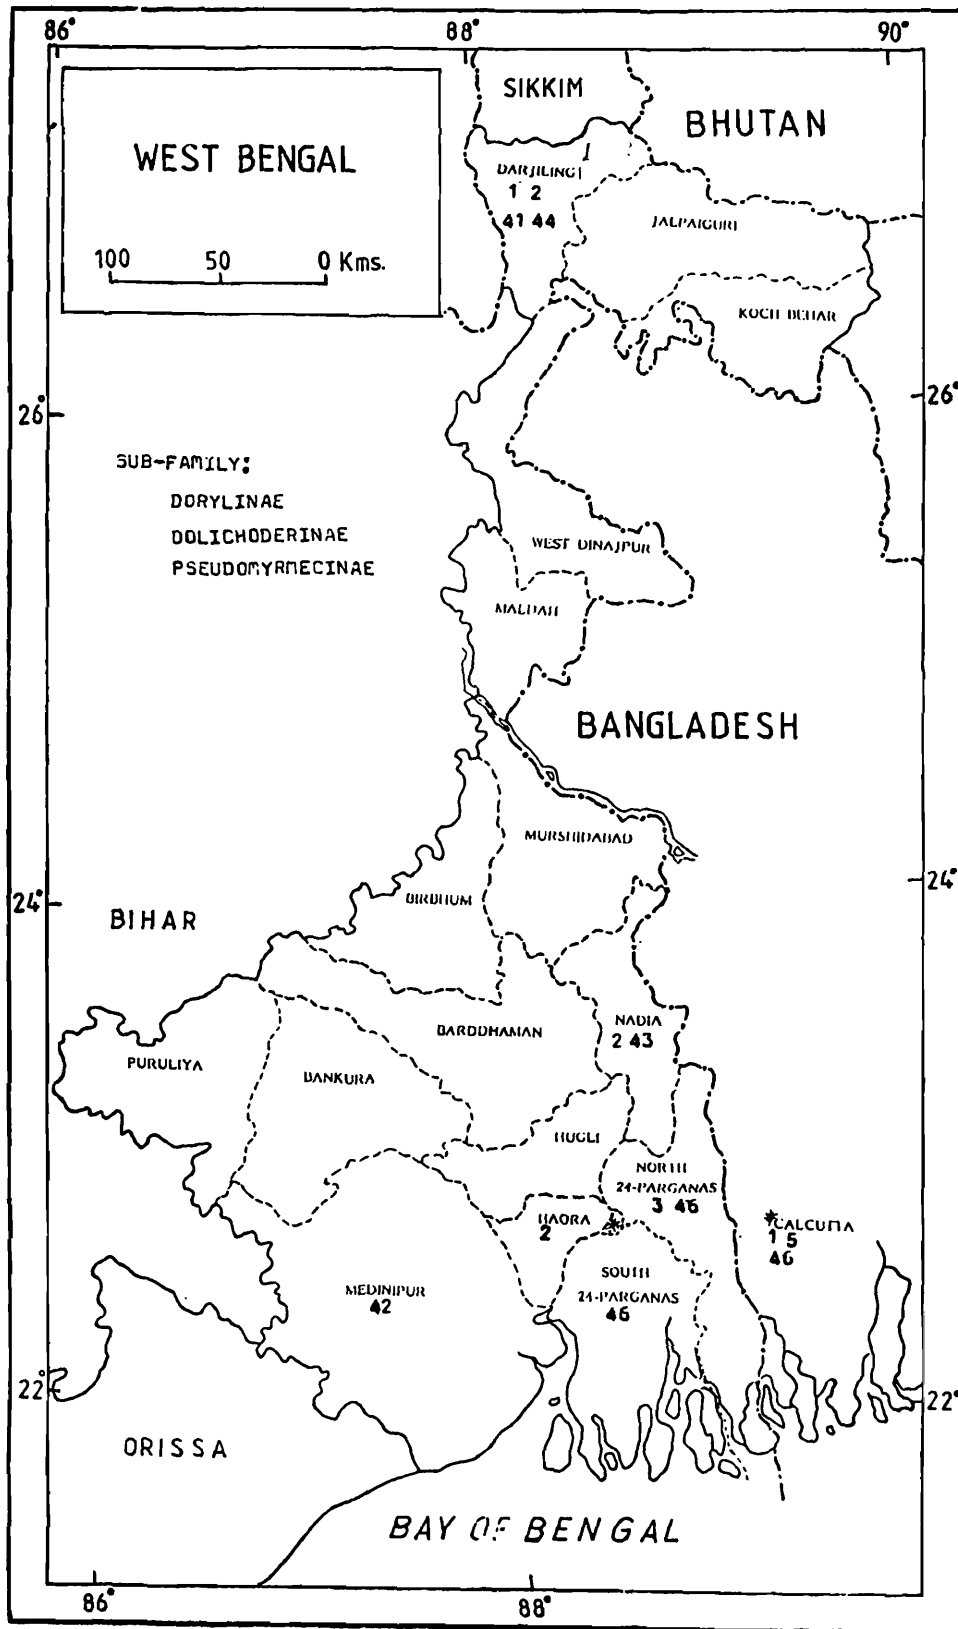 86°
88°
90°
SIKKIM
BHUTAN
WEST BENGAL
100 50 0 Kms.
DARJILING
1 2
41 44
JALPAIGURI
KOCH BEHAR
26°
26°
SUB-FAMILY:
DORYLINAE
DOLICHODERINAE
PSEUDOMYRMECINAE
WEST DINAJPUR
MALDAH
BANGLADESH
MURSHIDABAD
24°
24°
BIRBHUM
BIHAR
NADIA
2 43
BARDDHAMAN
PURULIYA
BANKURA
HUGLI
NORTH
24-PARGANAS
3 46
HAORA
2
*CALCUTTA
1 5
46
SOUTH
24-PARGANAS
46
MEDINIPUR
42
22°
22°
ORISSA
BAY OF BENGAL
86°
88°